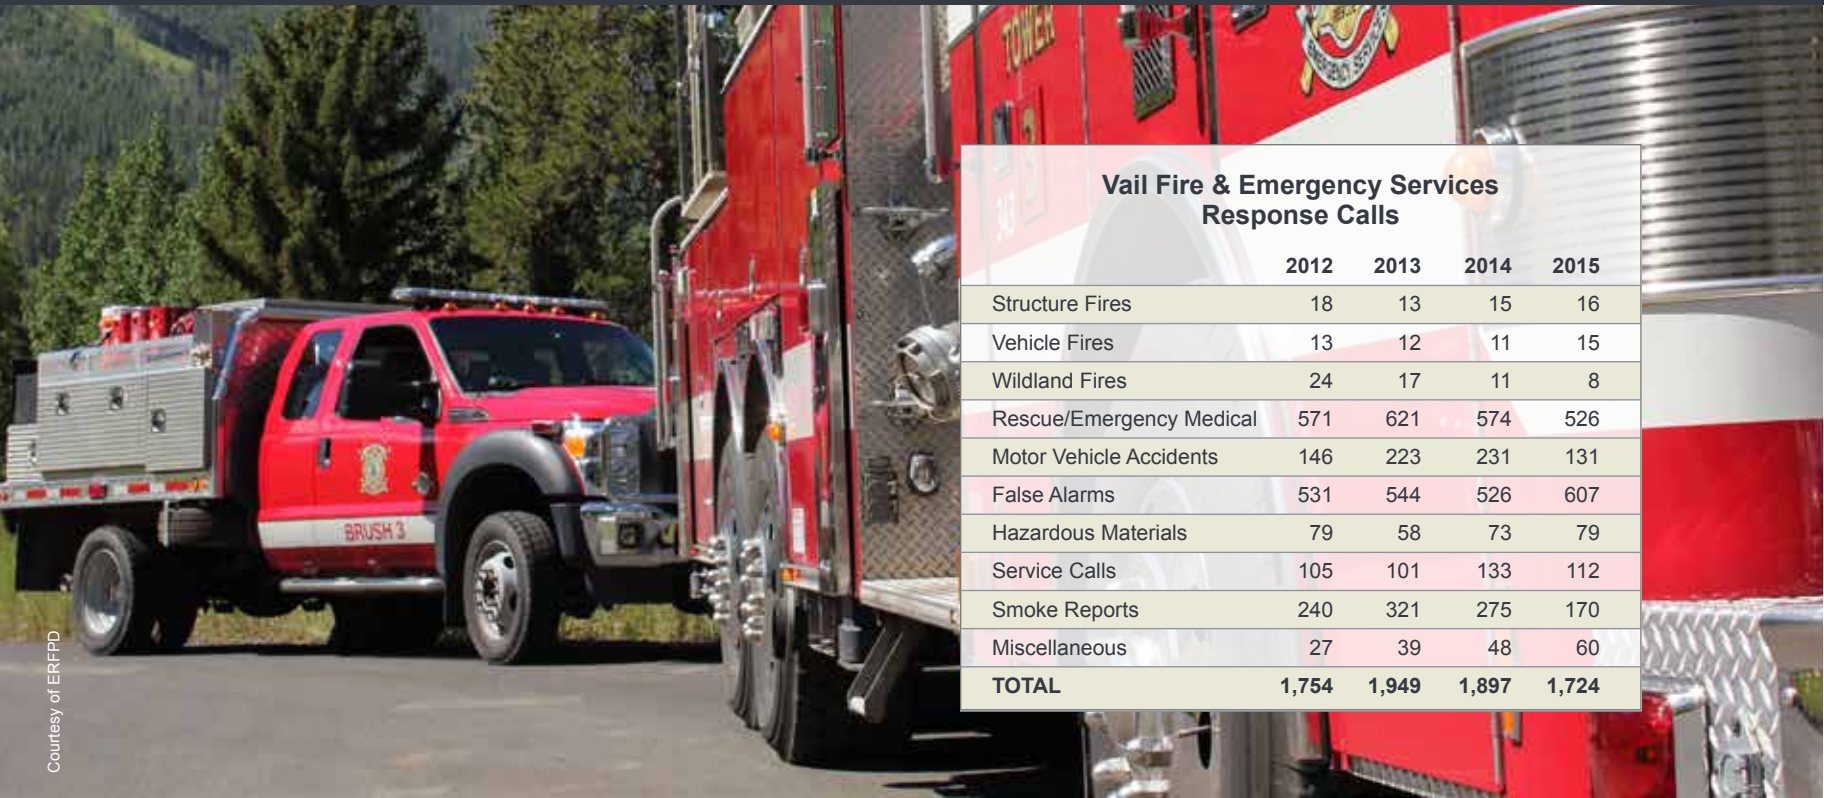 TOWER
3
343
EMERGENCY SERVICES
BRUSH 3
Courtesy of ERFPD
Vail Fire & Emergency Services
Response Calls
2012 2013 2014 2015
Structure Fires 18 13 15 16
Vehicle Fires 13 12 11 15
Wildland Fires 24 17 11 8
Rescue/Emergency Medical 571 621 574 526
Motor Vehicle Accidents 146 223 231 131
False Alarms 531 544 526 607
Hazardous Materials 79 58 73 79
Service Calls 105 101 133 112
Smoke Reports 240 321 275 170
Miscellaneous 27 39 48 60
TOTAL 1,754 1,949 1,897 1,724